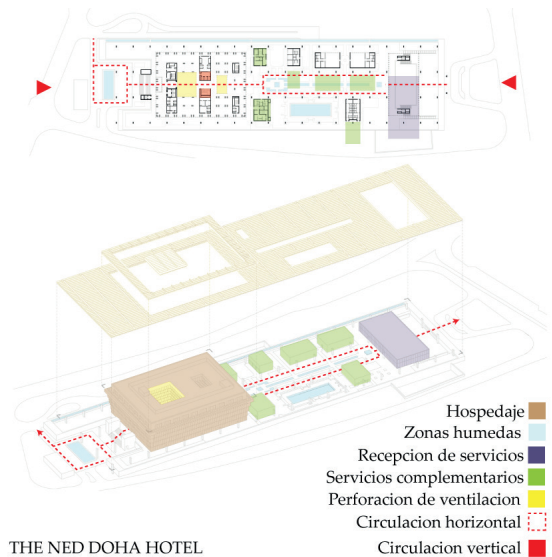 Hospedaje
Zonas humedas
Recepcion de servicios
Servicios complementarios
Perforacion de ventilacion
Circulacion horizontal
THE NED DOHA HOTEL
Circulacion vertical